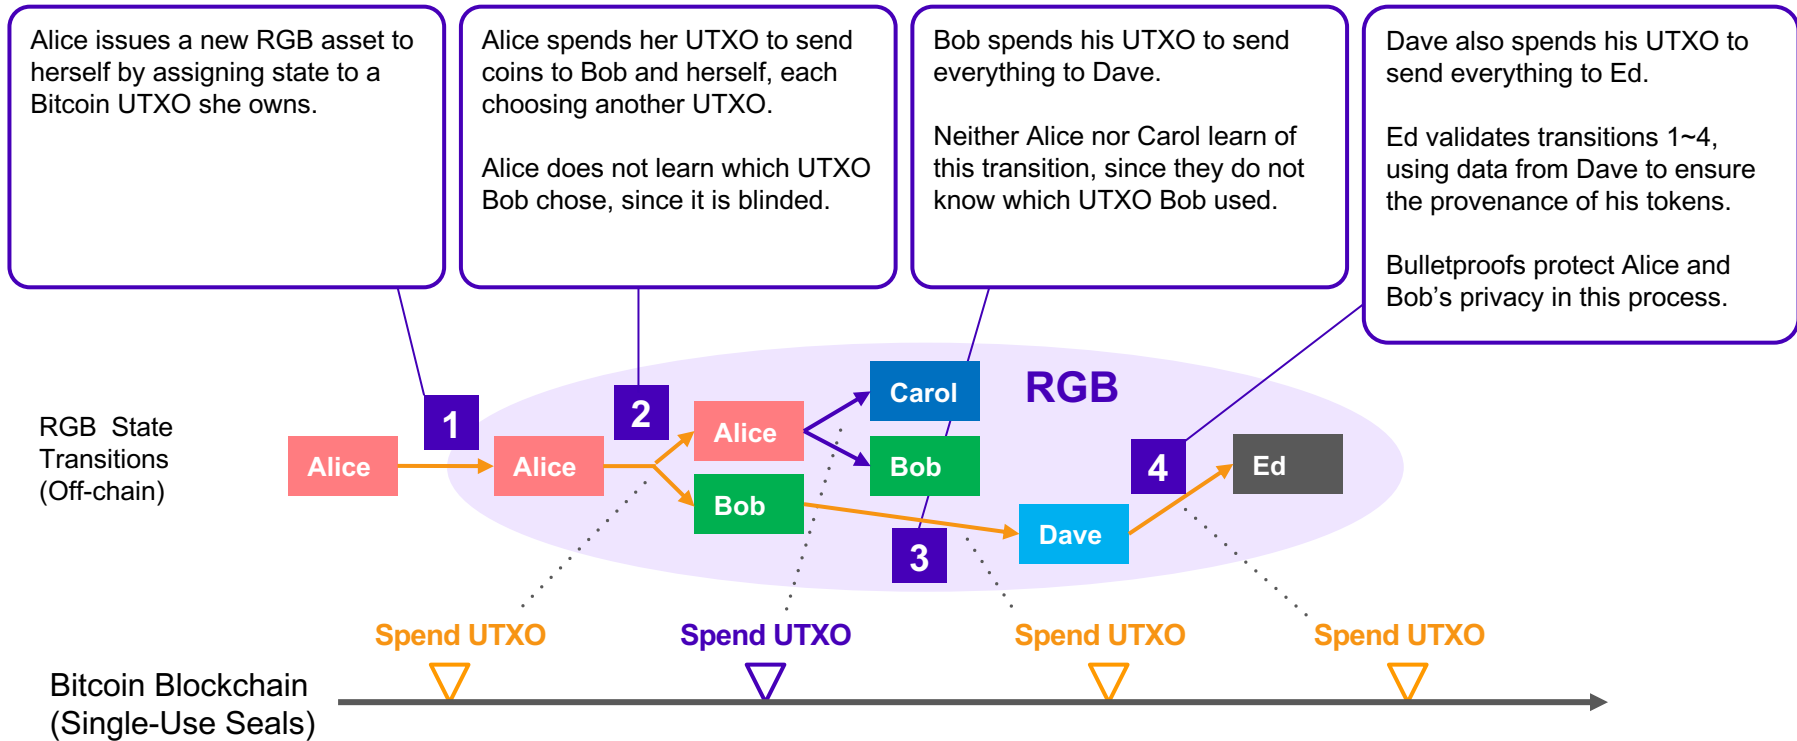 Alice issues a new RGB asset to
herself by assigning state to a
Bitcoin UTXO she owns.
Alice spends her UTXO to send
coins to Bob and herself, each
choosing another UTXO.
Alice does not learn which UTXO
Bob chose, since it is blinded.
Bob spends his UTXO to send
everything to Dave.
Neither Alice nor Carol learn of
this transition, since they do not
know which UTXO Bob used.
Dave also spends his UTXO to
send everything to Ed.
Ed validates transitions 1~4,
using data from Dave to ensure
the provenance of his tokens.
Bulletproofs protect Alice and
Bob's privacy in this process.
RGB
RGB State
Transitions
(Off-chain)
1
2
3
4
Alice
Alice
Alice
Bob
Carol
Bob
Dave
Ed
Spend UTXO
Spend UTXO
Spend UTXO
Spend UTXO
Bitcoin Blockchain
(Single-Use Seals)